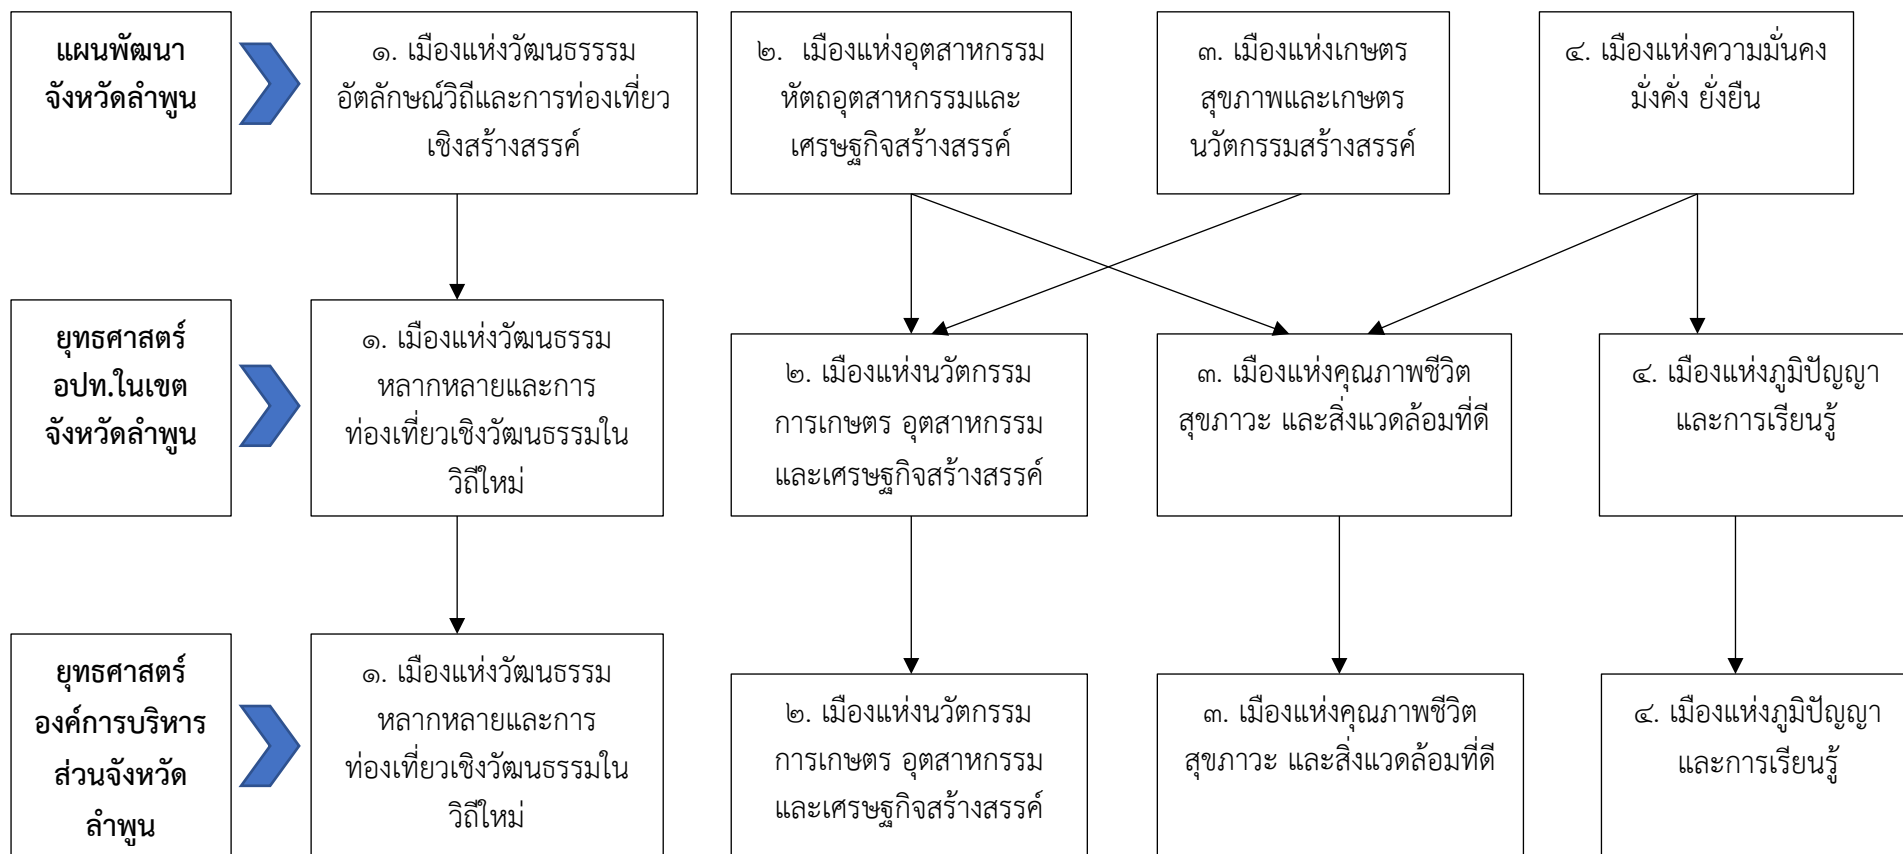 แผนพัฒนา
จังหวัดลำพูน
๑. เมืองแห่งวัฒนธรรรม
อัตลักษณ์วิถีและการท่องเที่ยว
เชิงสร้างสรรค์
๒. เมืองแห่งอุตสาหกรรม
หัตถอุตสาหกรรมและ
เศรษฐกิจสร้างสรรค์
๓. เมืองแห่งเกษตร
สุขภาพและเกษตร
นวัตกรรมสร้างสรรค์
๔. เมืองแห่งความมั่นคง
มั่งคั่ง ยั่งยืน
ยุทธศาสตร์
อปท.ในเขต
จังหวัดลำพูน
๑. เมืองแห่งวัฒนธรรม
หลากหลายและการ
ท่องเที่ยวเชิงวัฒนธรรมใน
วิถีใหม่
๒. เมืองแห่งนวัตกรรม
การเกษตร อุตสาหกรรม
และเศรษฐกิจสร้างสรรค์
๓. เมืองแห่งคุณภาพชีวิต
สุขภาวะ และสิ่งแวดล้อมที่ดี
๔. เมืองแห่งภูมิปัญญา
และการเรียนรู้
ยุทธศาสตร์
องค์การบริหาร
ส่วนจังหวัด
ลำพูน
๑. เมืองแห่งวัฒนธรรม
หลากหลายและการ
ท่องเที่ยวเชิงวัฒนธรรมใน
วิถีใหม่
๒. เมืองแห่งนวัตกรรม
การเกษตร อุตสาหกรรม
และเศรษฐกิจสร้างสรรค์
๓. เมืองแห่งคุณภาพชีวิต
สุขภาวะ และสิ่งแวดล้อมที่ดี
๔. เมืองแห่งภูมิปัญญา
และการเรียนรู้